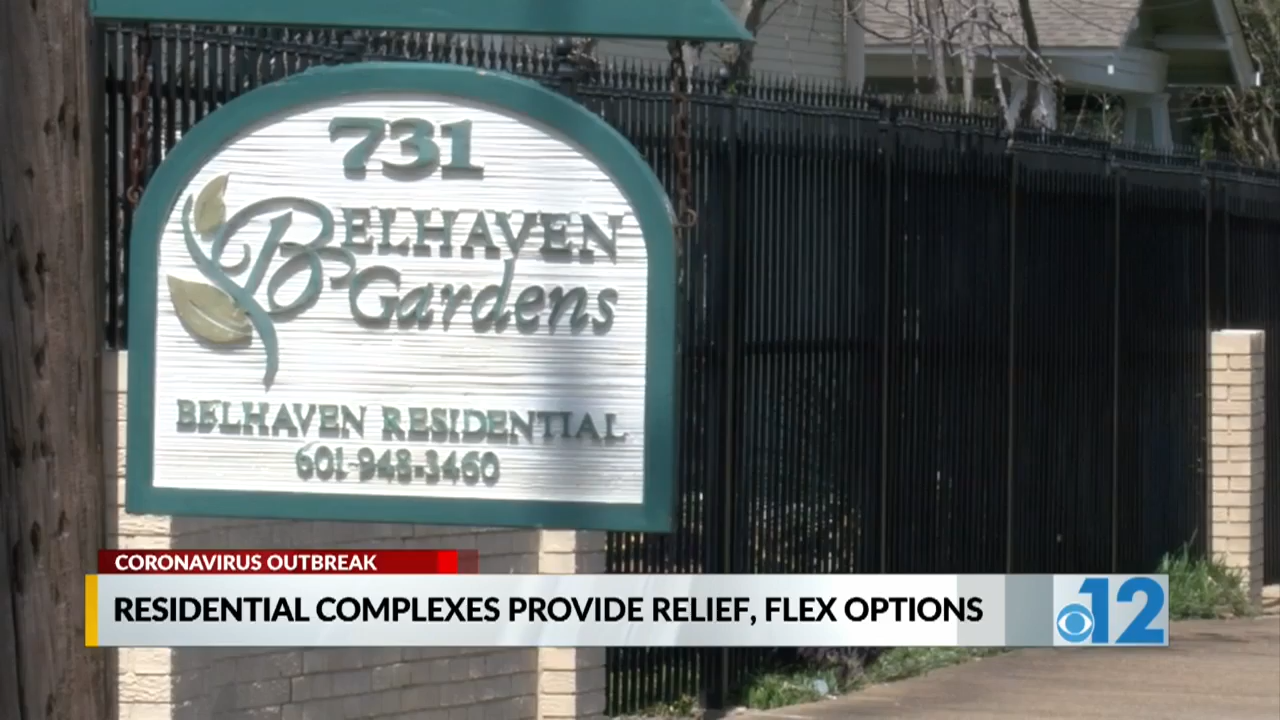 731
BELHAVEN
Gardens
BELHAVEN RESIDENTIAL
601-948-3460
CORONAVIRUS OUTBREAK
RESIDENTIAL COMPLEXES PROVIDE RELIEF, FLEX OPTIONS
12